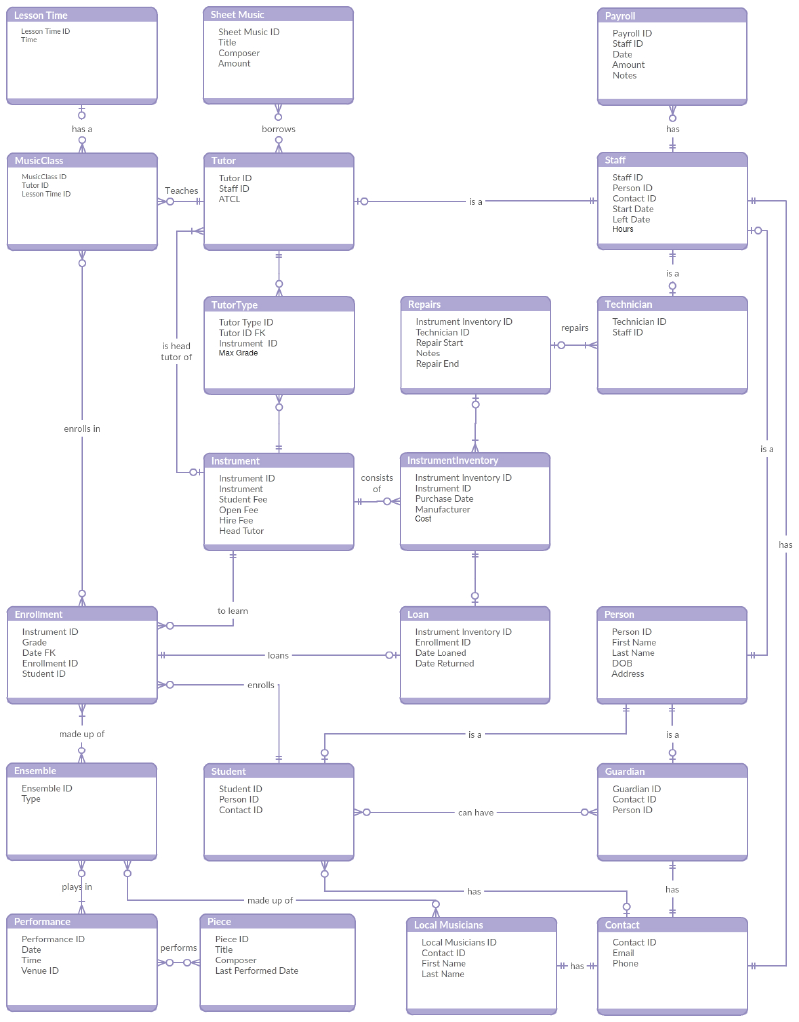 Lesson Time
Lesson Time ID
Time
Sheet Music
Sheet Music ID
Title
Composer
Amount
Payroll
Payroll ID
Staff ID
Date
Amount
Notes
has a
borrows
has
MusicClass
MusicClass ID
Tutor ID
Lesson Time ID
Teaches
Tutor
Tutor ID
Staff ID
ATCL
is a
Staff
Staff ID
Person ID
Contact ID
Start Date
Left Date
Hours
is a
is head
tutor of
TutorType
Tutor Type ID
Tutor ID FK
Instrument ID
Max Grade
Repairs
Instrument Inventory ID
Technician ID
Repair Start
Notes
Repair End
repairs
Technician
Technician ID
Staff ID
enrolls in
is a
Instrument
Instrument ID
Instrument
Student Fee
Open Fee
Hire Fee
Head Tutor
consists
of
InstrumentInventory
Instrument Inventory ID
Instrument ID
Purchase Date
Manufacturer
Cost
has
to learn
Enrollment
Instrument ID
Grade
Date FK
Enrollment ID
Student ID
loans
enrolls
Loan
Instrument Inventory ID
Enrollment ID
Date Loaned
Date Returned
Person
Person ID
First Name
Last Name
DOB
Address
made up of
is a
is a
Ensemble
Ensemble ID
Type
Student
Student ID
Person ID
Contact ID
can have
Guardian
Guardian ID
Contact ID
Person ID
plays in
made up of
has
has
Performance
Performance ID
Date
Time
Venue ID
performs
Piece
Piece ID
Title
Composer
Last Performed Date
Local Musicians
Local Musicians ID
Contact ID
First Name
Last Name
has
Contact
Contact ID
Email
Phone